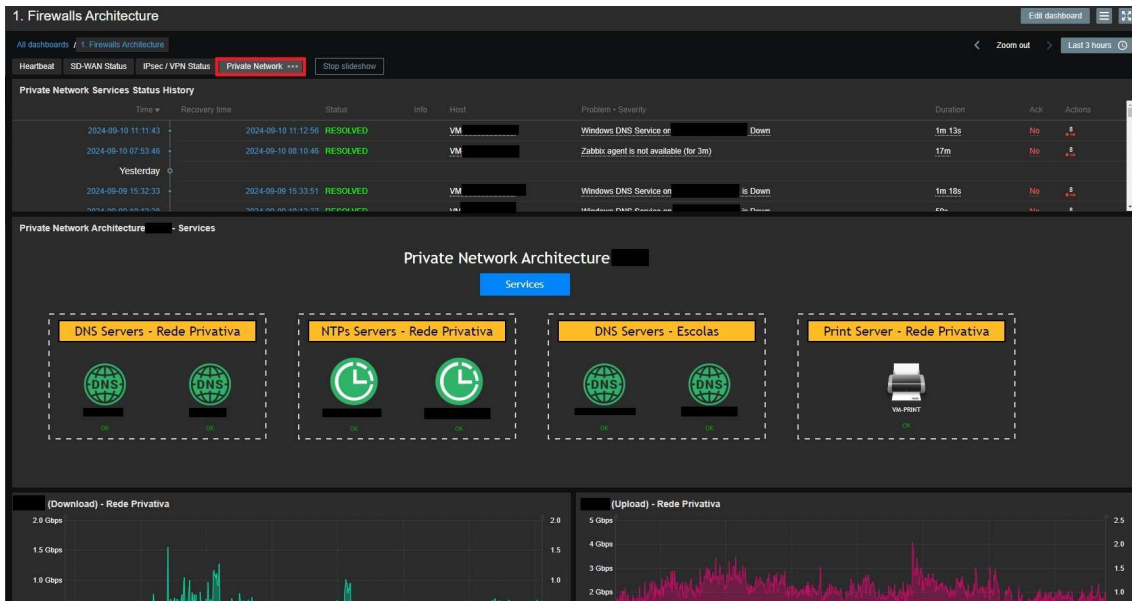 1. Firewalls Architecture
Edit dashboard
All dashboards / 1. Firewalls Architecture
Zoom out
Last 3 hours
Heartbeat SD-WAN Status IPsec / VPN Status Private Network ••• Stop slideshow
Private Network Services Status History
Time Recovery time Status Info Host Problem • Severity Duration Ack Actions
2024-09-10 11:11:43 2024-09-10 11:12:56 RESOLVED VM Windows DNS Service on Down 1m 13s No 8
2024-09-10 07:53:46 2024-09-10 08:10:46 RESOLVED VM- Zabbix agent is not available (for 3m) 17m No 8
Yesterday
2024-09-09 15:32:33 2024-09-09 15:33:51 RESOLVED VM Windows DNS Service on is Down 1m 18s No 8
Private Network Architecture - Services
Private Network Architecture
Services
DNS Servers - Rede Privativa
NTPs Servers - Rede Privativa
DNS Servers - Escolas
Print Server - Rede Privativa
DNS DNS DNS DNS
VM-PRINT
OK OK OK OK OK OK OK
(Download) - Rede Privativa
(Upload) - Rede Privativa
2.0 Gbps 2.0 5 Gbps 2.5
4 Gbps 2.0
1.5 Gbps 1.5
3 Gbps 1.5
1.0 Gbps 1.0
2 Gbps 1.0